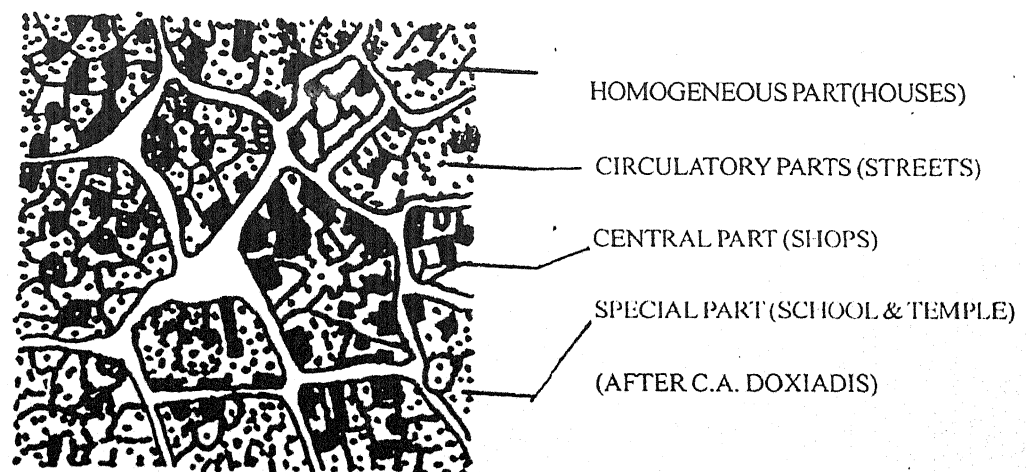 HOMOGENEOUS PART(HOUSES)
CIRCULATORY PARTS (STREETS)
CENTRAL PART (SHOPS)
SPECIAL PART (SCHOOL & TEMPLE)
(AFTER C.A. DOXIADIS)